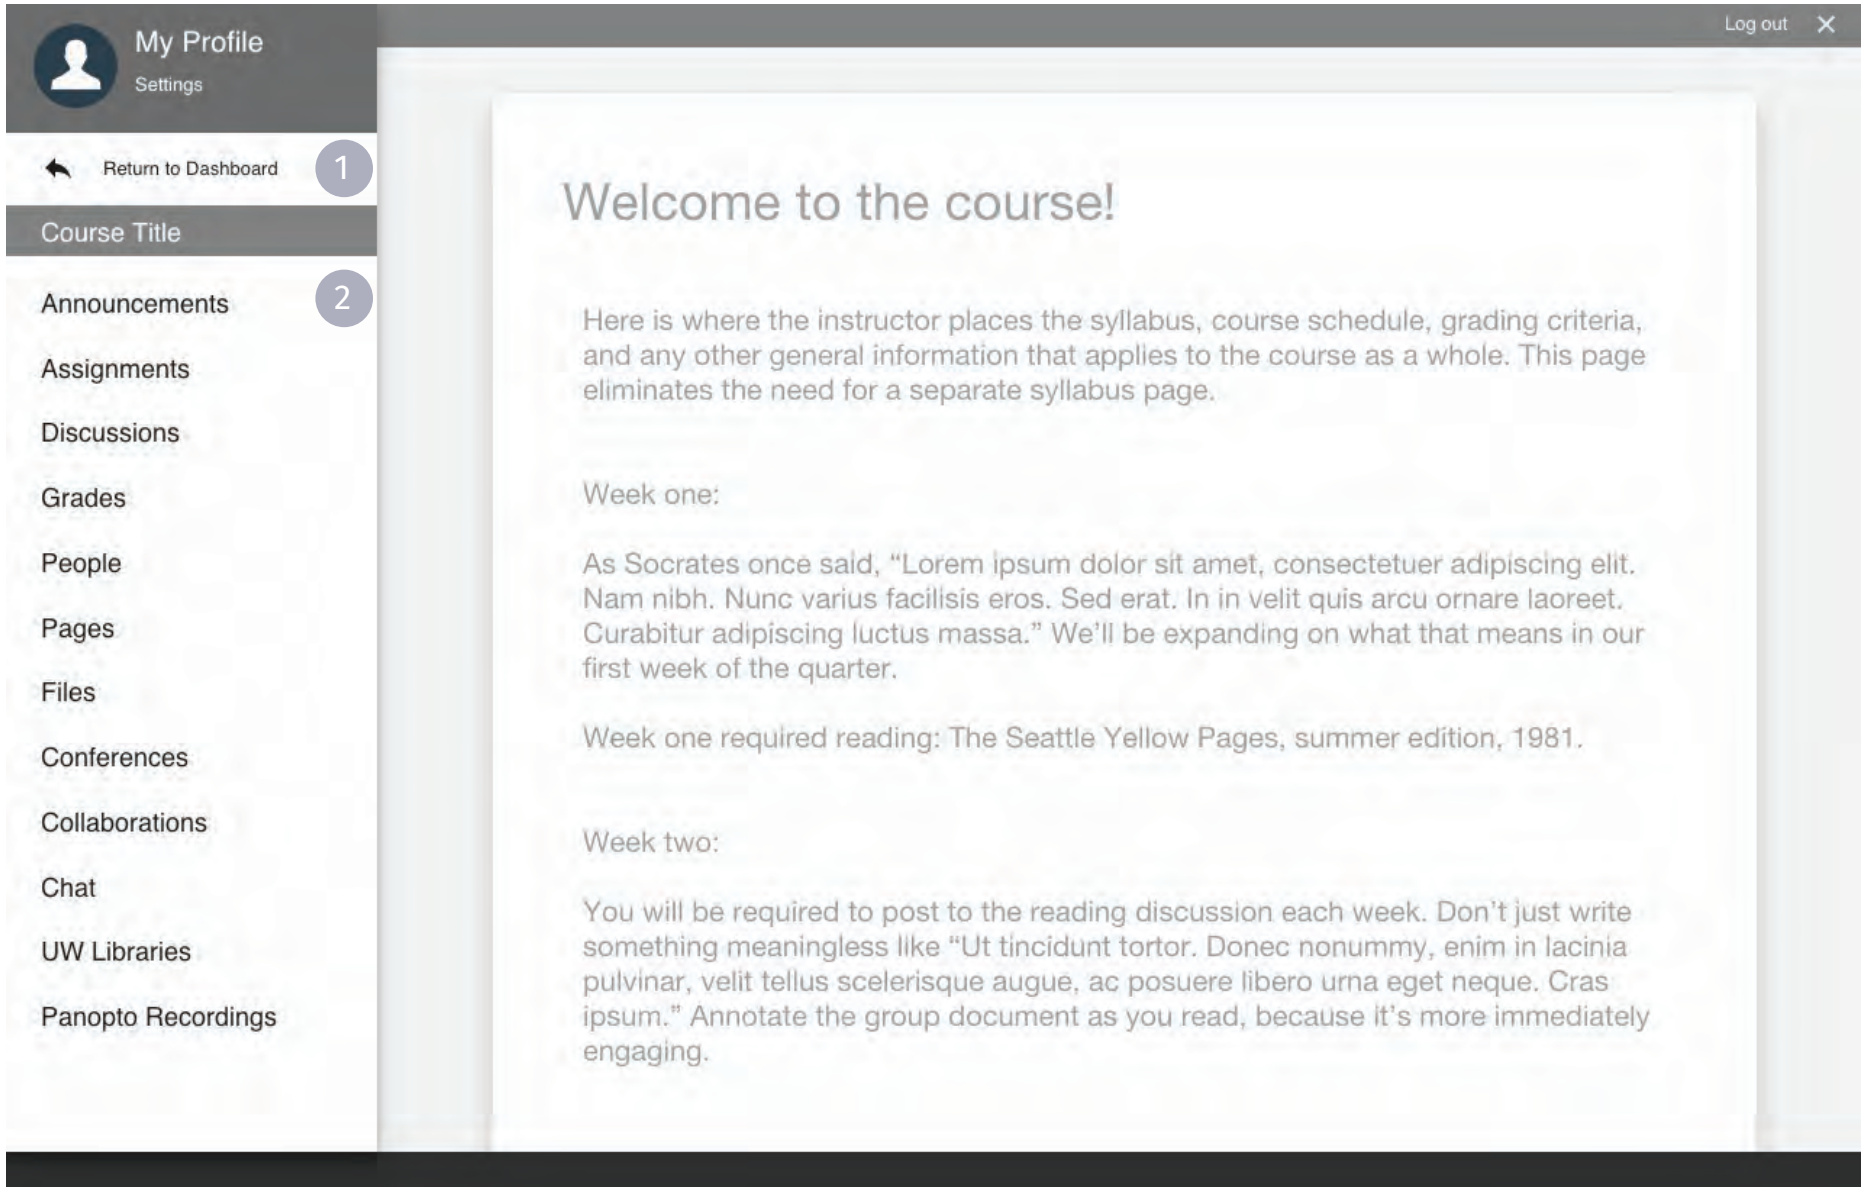 My Profile
Settings
Log out
Return to Dashboard
1
Course Title
Announcements
2
Assignments
Discussions
Grades
People
Pages
Files
Conferences
Collaborations
Chat
UW Libraries
Panopto Recordings
Welcome to the course!
Here is where the instructor places the syllabus, course schedule, grading criteria,
and any other general information that applies to the course as a whole. This page
eliminates the need for a separate syllabus page.
Week one:
As Socrates once said, “Lorem ipsum dolor sit amet, consectetuer adipiscing elit.
Nam nibh. Nunc varius facilisis eros. Sed erat. In in velit quis arcu ornare laoreet.
Curabitur adipiscing luctus massa.” We’ll be expanding on what that means in our
first week of the quarter.
Week one required reading: The Seattle Yellow Pages, summer edition, 1981.
Week two:
You will be required to post to the reading discussion each week. Don’t just write
something meaningless like “Ut tincidunt tortor. Donec nonummy, enim in lacinia
pulvinar, velit tellus scelerisque augue, ac posuere libero urna eget neque. Cras
ipsum.” Annotate the group document as you read, because it’s more immediately
engaging.